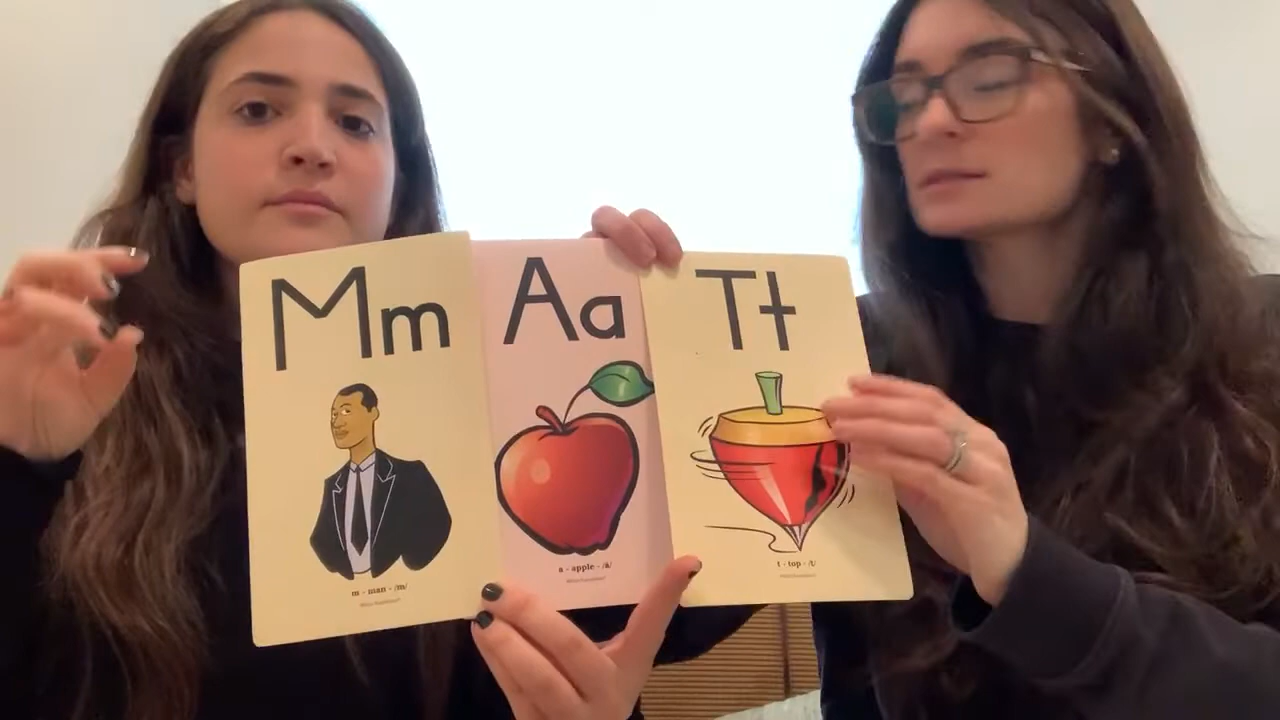 Mm
m - man - /m/
Aa
a - apple - /ă/
Tt
t - top - /t/